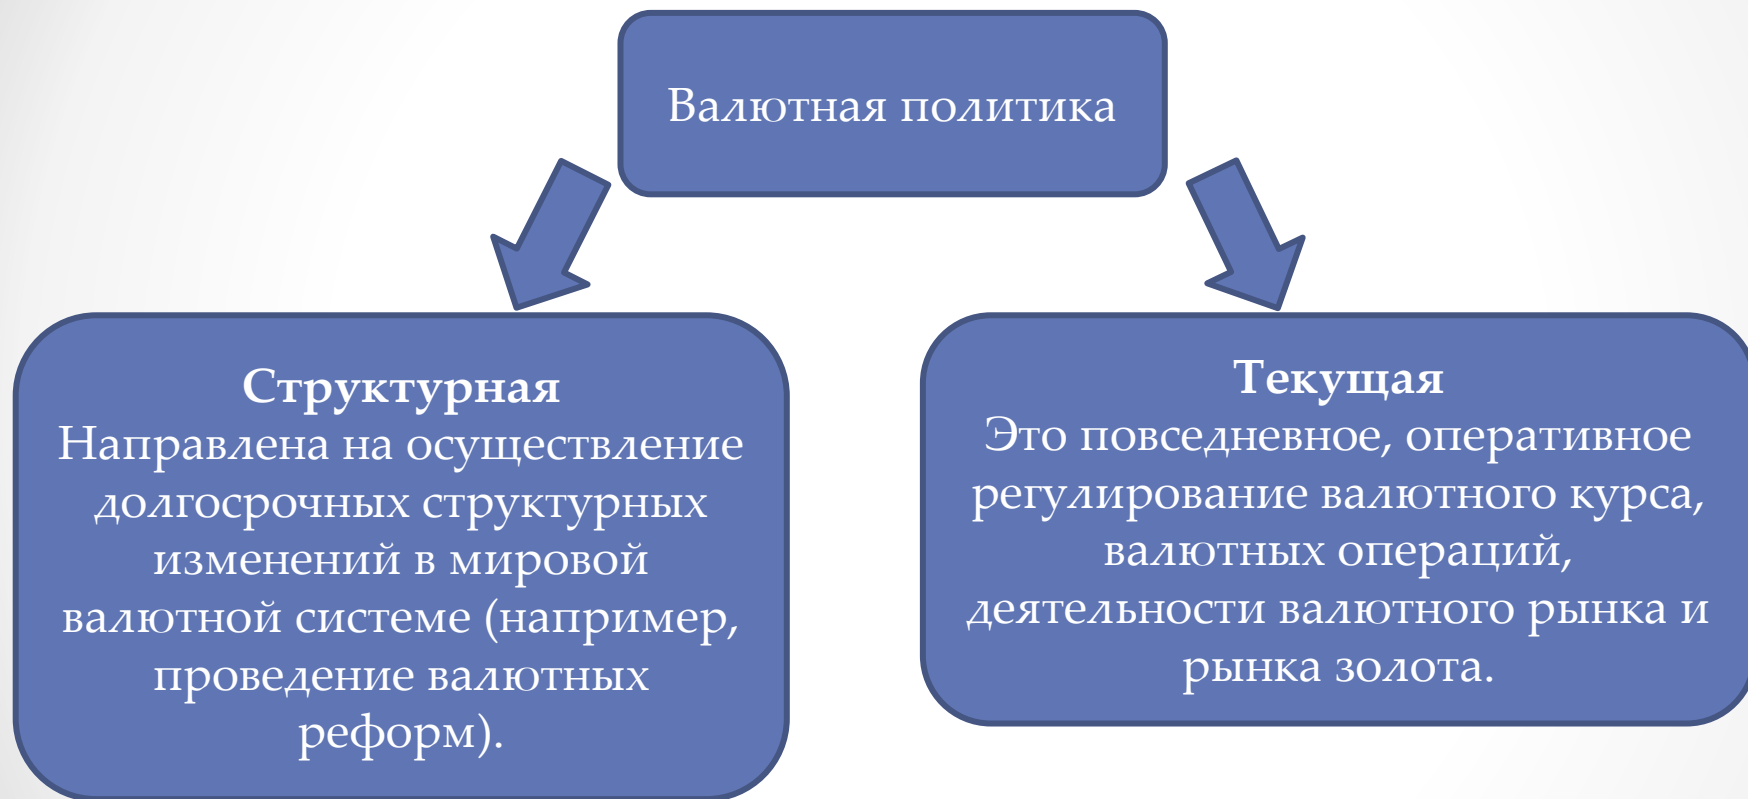 Валютная политика
Структурная
Направлена на осуществление
долгосрочных структурных
изменений в мировой
валютной системе (например,
проведение валютных
реформ).
Текущая
Это повседневное, оперативное
регулирование валютного курса,
валютных операций,
деятельности валютного рынка и
рынка золота.